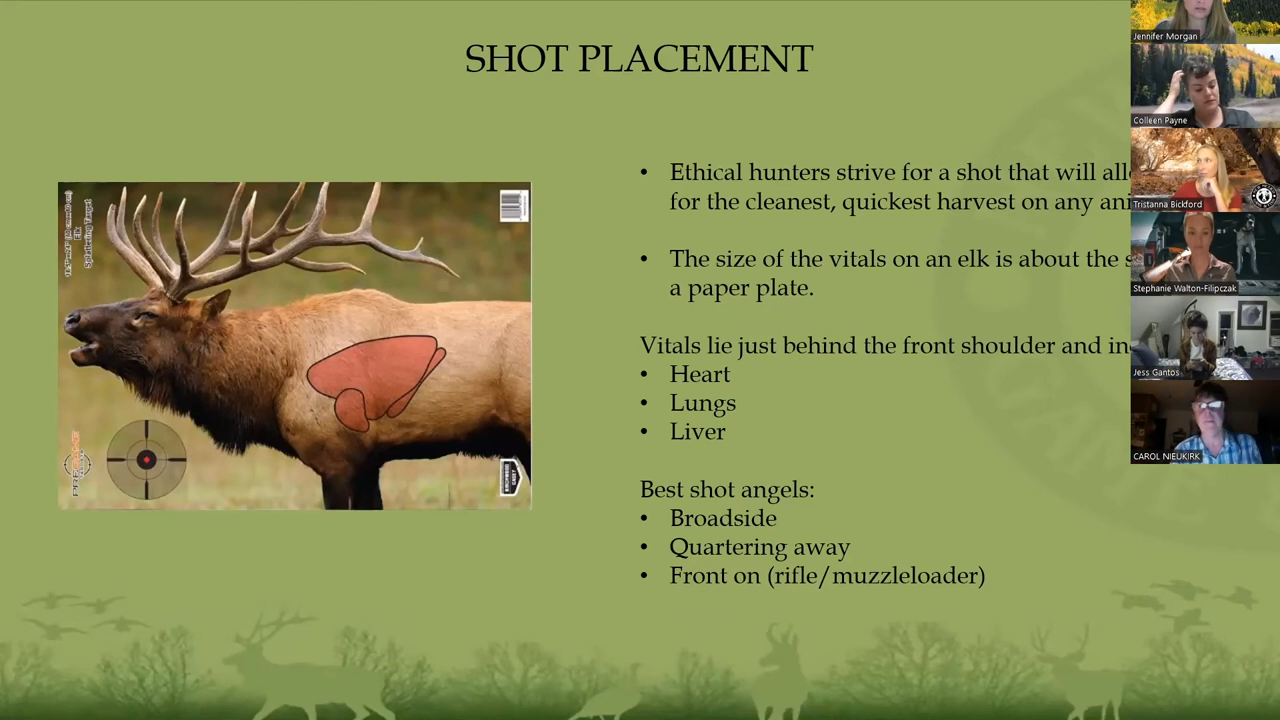 SHOT PLACEMENT
• Ethical hunters strive for a shot that will
for the cleanest, quickest harvest on any
• The size of the vitals on an elk is about the
a paper plate.
Vitals lie just behind the front shoulder and
• Heart
• Lungs
• Liver
Best shot angels:
• Broadside
• Quartering away
• Front on (rifle/muzzleloader)
Elk
Splattering Target
Jennifer Morgan
Colleen Payne
Tristanna Bickford
Stephanie Walton-Filipczak
Jess Gantos
CAROL NIEUKIRK